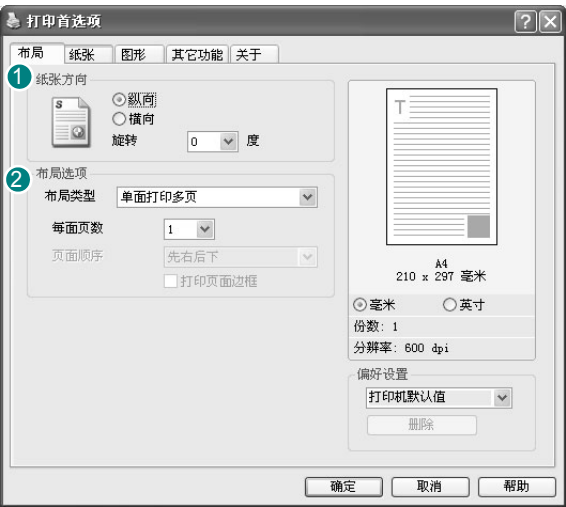 打印首选项
布局 纸张 图形 其它功能 关于
1 纸张方向
S
纵向
横向
旋转 0 度
2 布局选项
布局类型 单面打印多页
每面页数 1
页面顺序 先右后下
打印页面边框
T
A4
210 x 297 毫米
毫米 英寸
份数: 1
分辨率: 600 dpi
偏好设置
打印机默认值
删除
确定 取消 帮助